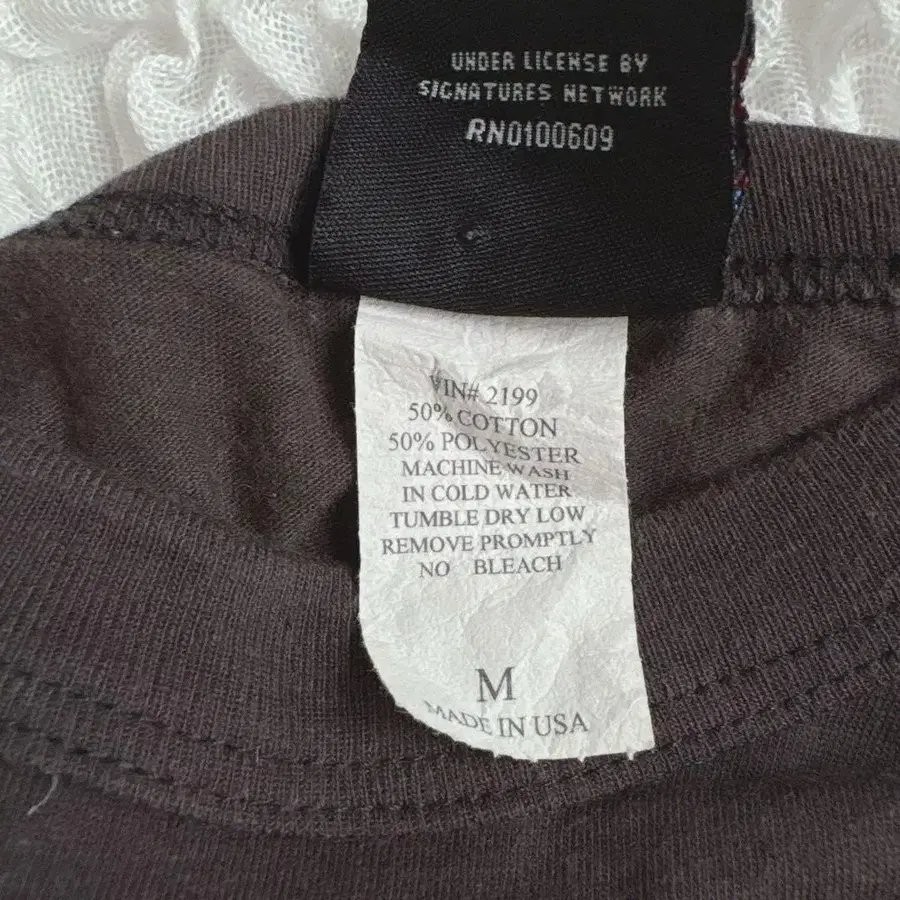 UNDER LICENSE BY
SIGNATURES NETWORK
RN0100609
VIN# 2199
50% COTTON
50% POLYESTER
MACHINE WASH
IN COLD WATER
TUMBLE DRY LOW
REMOVE PROMPTLY
NO BLEACH
M
MADE IN USA